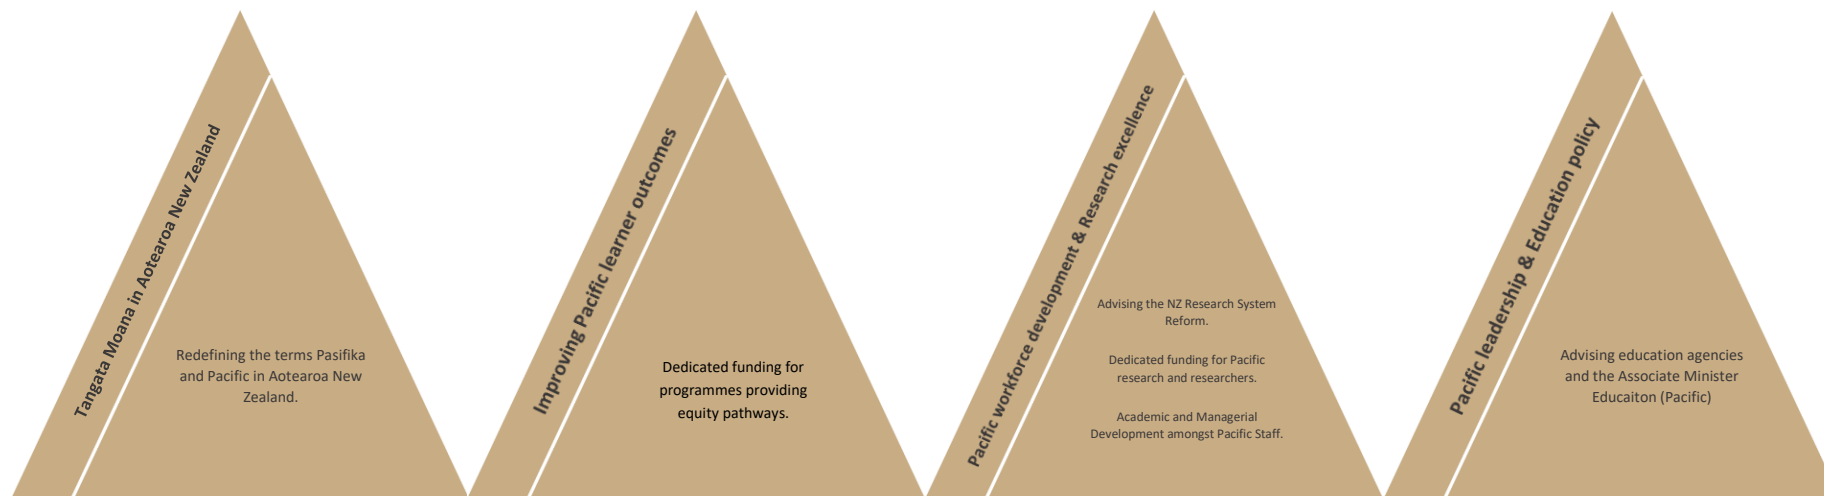 Tangata Moana in Aotearoa New Zealand
Redefining the terms Pasifika
and Pacific in Aotearoa New
Zealand.
Improving Pacific learner outcomes
Dedicated funding for
programmes providing
equity pathways.
Pacific workforce development & Research excellence
Advising the NZ Research System
Reform.
Dedicated funding for Pacific
research and researchers.
Academic and Managerial
Development amongst Pacific Staff.
Pacific leadership & Education policy
Advising education agencies
and the Associate Minister
Educaiton (Pacific)